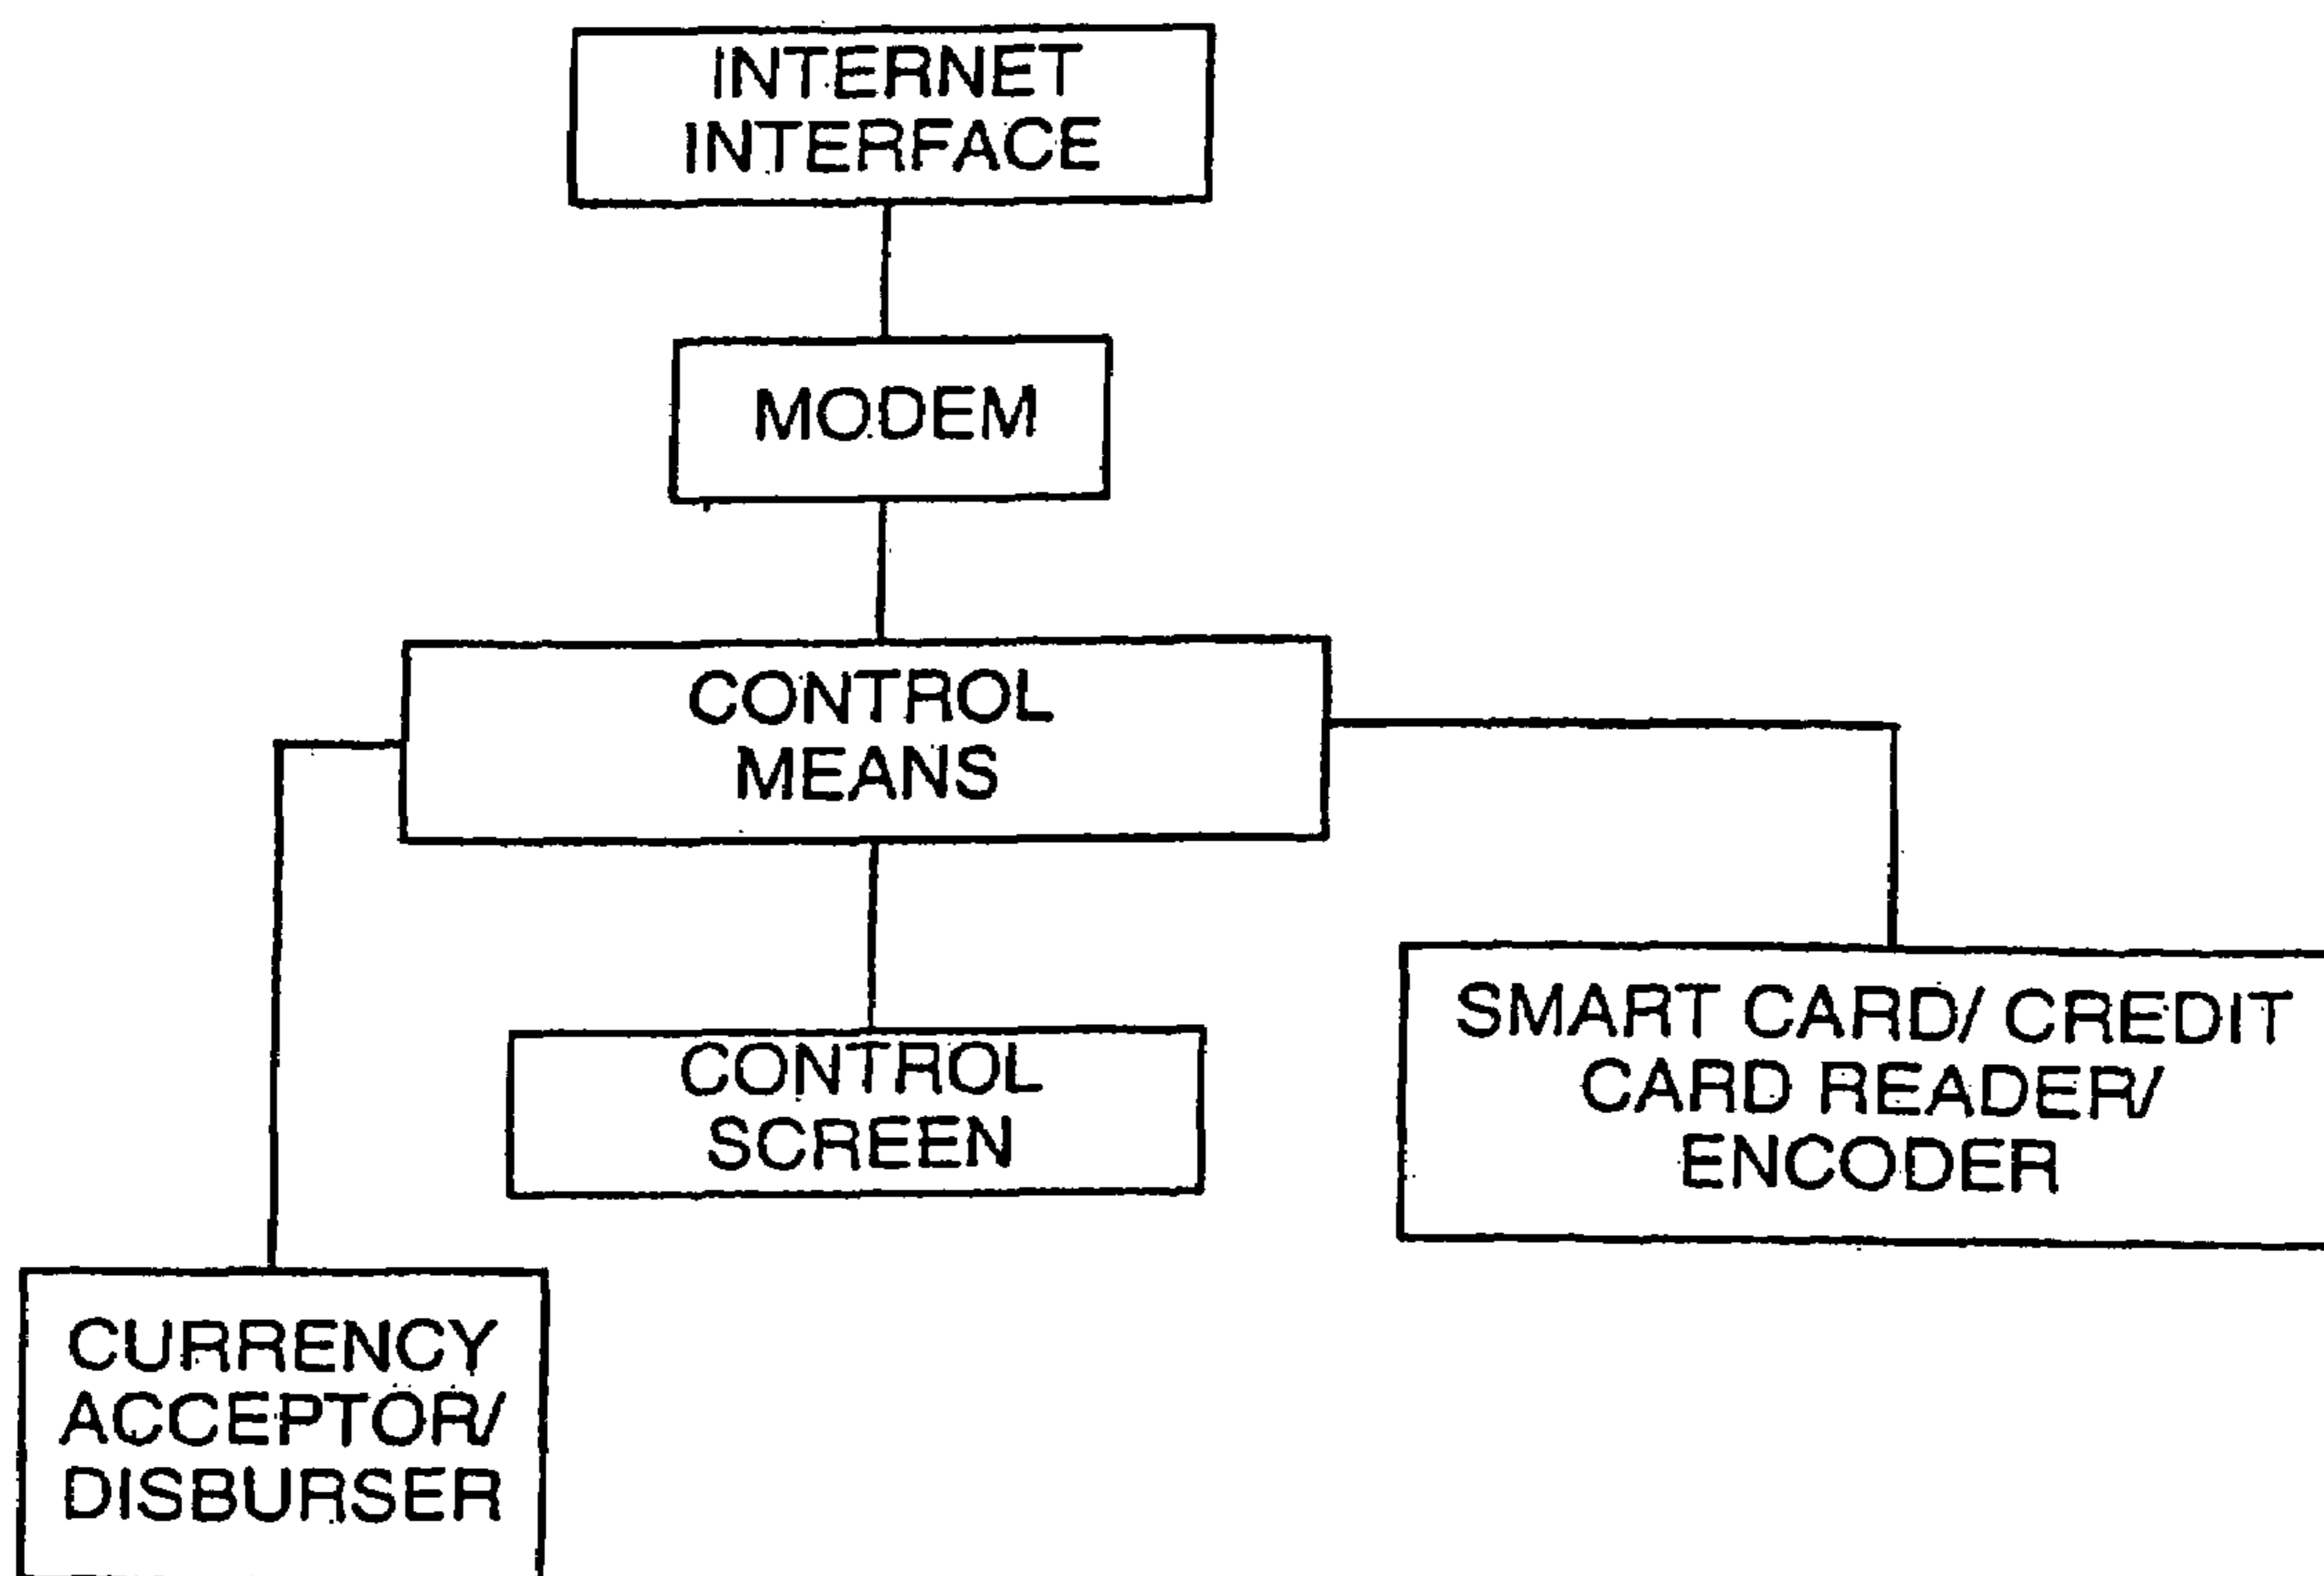 INTERNET
INTERFACE
MODEM
CONTROL
MEANS
CONTROL
SCREEN
SMART CARD/ CREDIT
CARD READER/
ENCODER
CURRENCY
ACCEPTOR/
DISBURSER